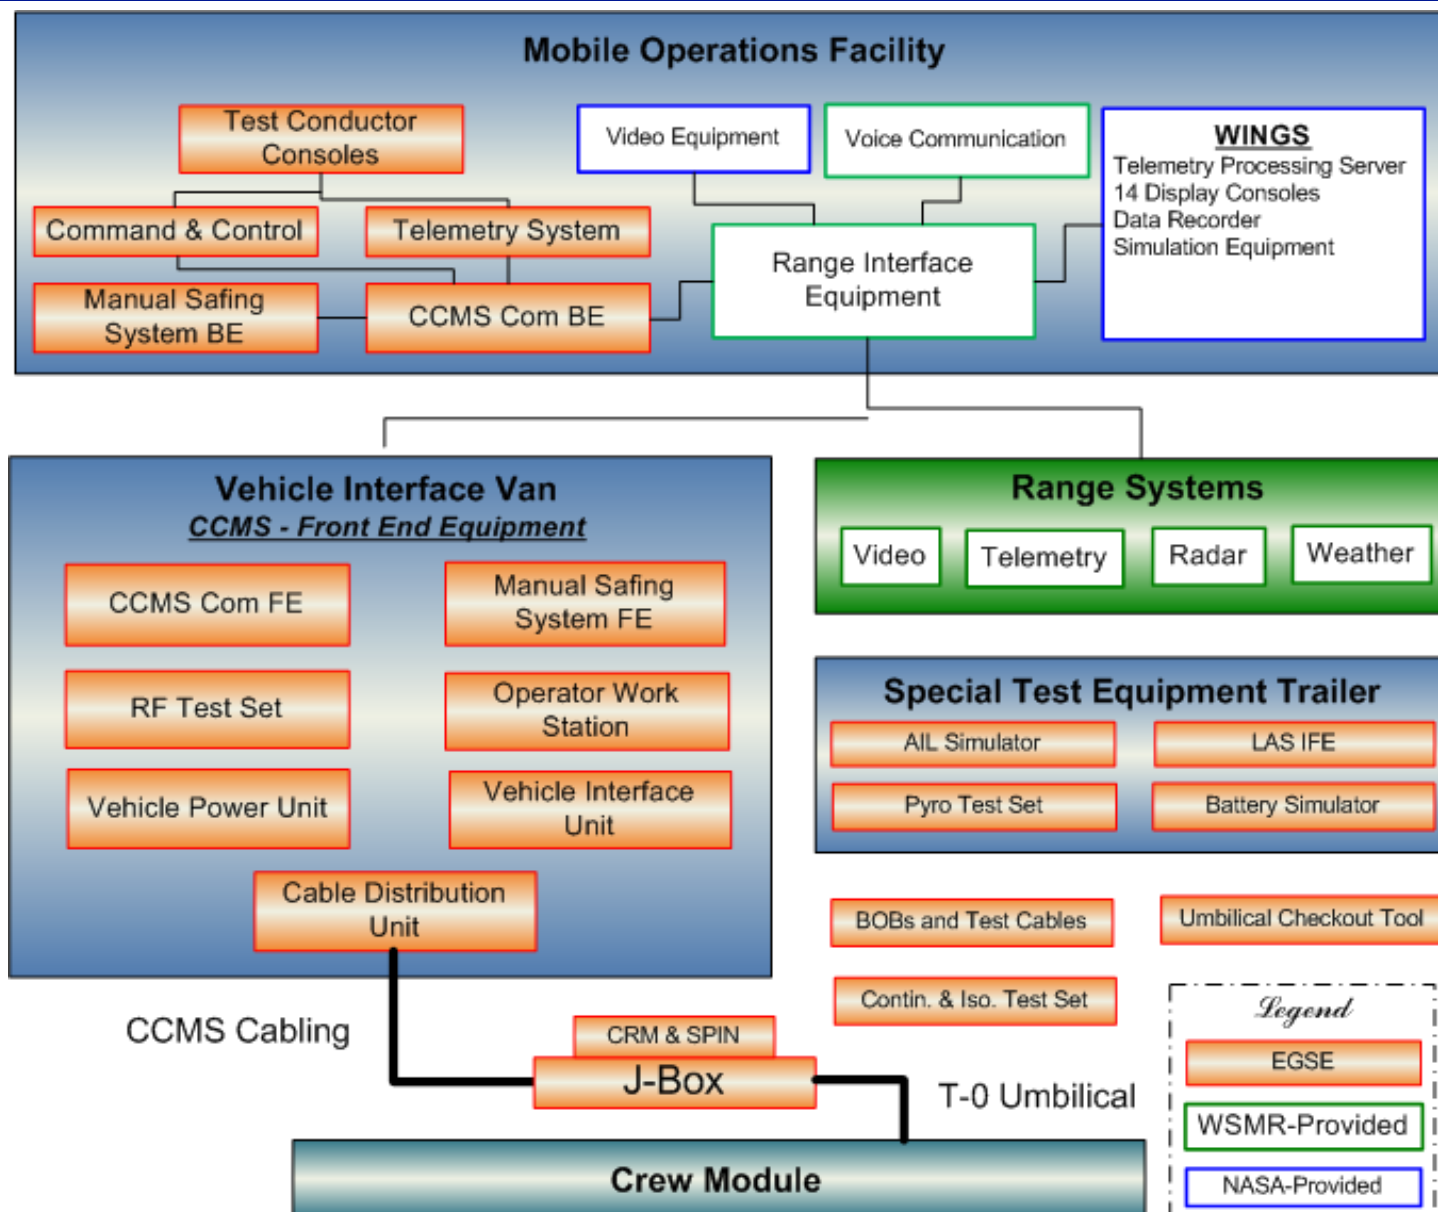 Mobile Operations Facility
Test Conductor
Consoles
Video Equipment
Voice Communication
WINGS
Telemetry Processing Server
14 Display Consoles
Data Recorder
Simulation Equipment
Command & Control
Telemetry System
Range Interface
Equipment
Manual Safing
System BE
CCMS Com BE
Vehicle Interface Van
CCMS - Front End Equipment
CCMS Com FE
Manual Safing
System FE
RF Test Set
Operator Work
Station
Vehicle Power Unit
Vehicle Interface
Unit
Cable Distribution
Unit
Range Systems
Video
Telemetry
Radar
Weather
Special Test Equipment Trailer
AIL Simulator
LAS IFE
Pyro Test Set
Battery Simulator
BOBs and Test Cables
Umbilical Checkout Tool
Contin. & Iso. Test Set
CCMS Cabling
CRM & SPIN
J-Box
T-0 Umbilical
Crew Module
Legend
EGSE
WSMR-Provided
NASA-Provided